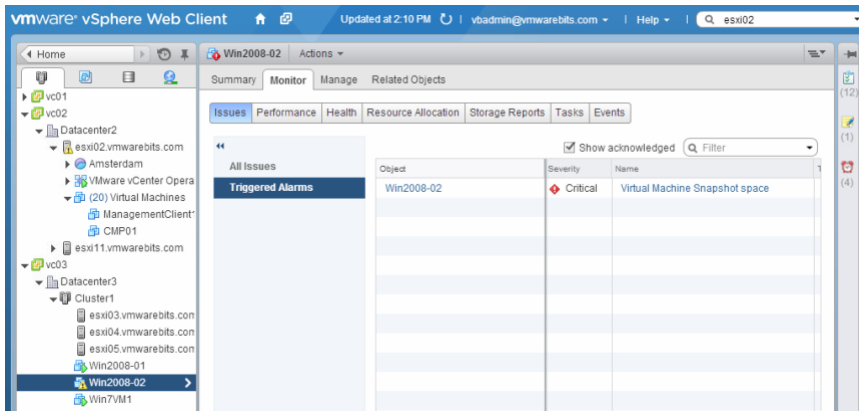 vmware® vSphere Web Client Updated at 2:10 PM vbadmin@vmwarebits.com Help esxi02
Home
vc01
vc02
Datacenter2
esxi02.vmwarebits.com
Amsterdam
VMware vCenter Opera
(20) Virtual Machines
ManagementClient
CMP01
esxi11.vmwarebits.com
vc03
Datacenter3
Cluster1
esxi03.vmwarebits.con
esxi04.vmwarebits.con
esxi05.vmwarebits.con
Win2008-01
Win2008-02
Win7VM1
Win2008-02 Actions
Summary Monitor Manage Related Objects
Issues Performance Health Resource Allocation Storage Reports Tasks Events
All Issues
Triggered Alarms
Show acknowledged Filter
Object Severity Name
Win2008-02 Critical Virtual Machine Snapshot space
(12)
(1)
(4)